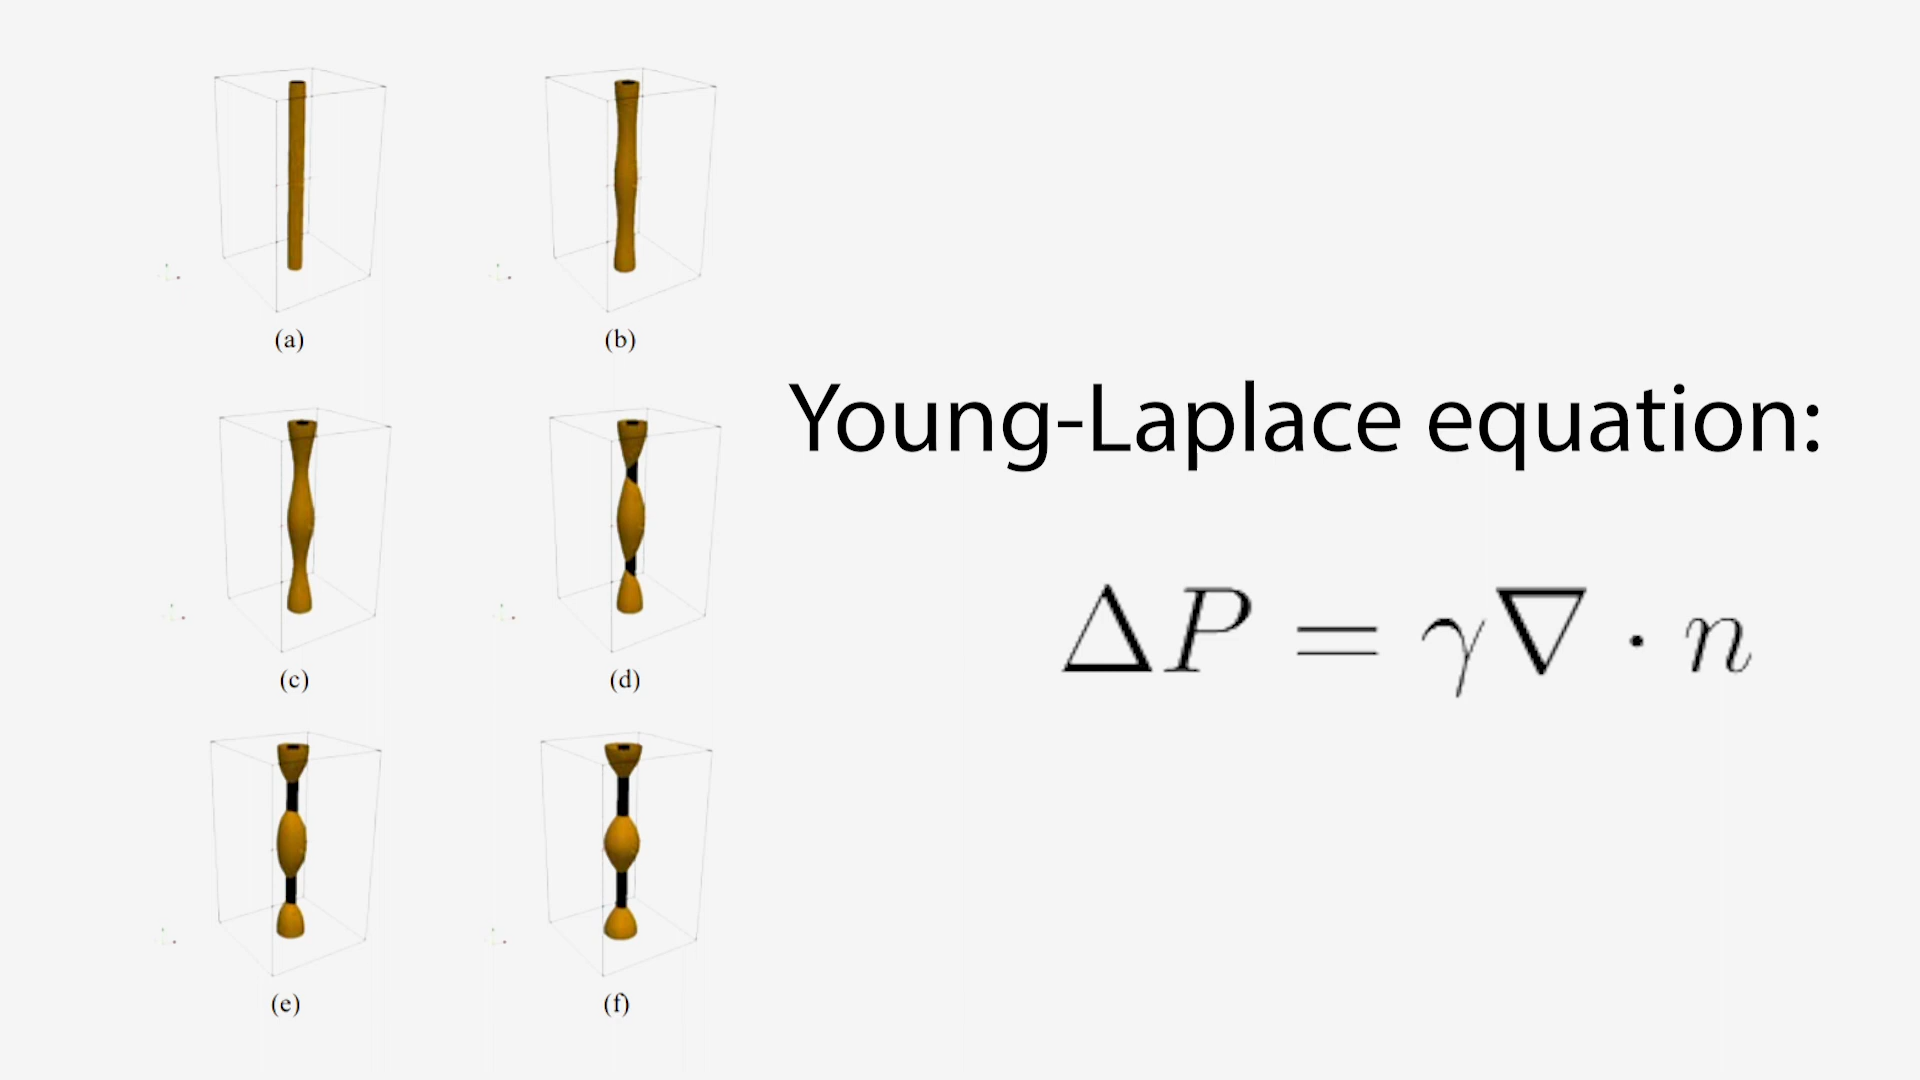 (a) (b)
(c) (d)
(e) (f)
Young-Laplace equation:
ΔP = γ∇ · n